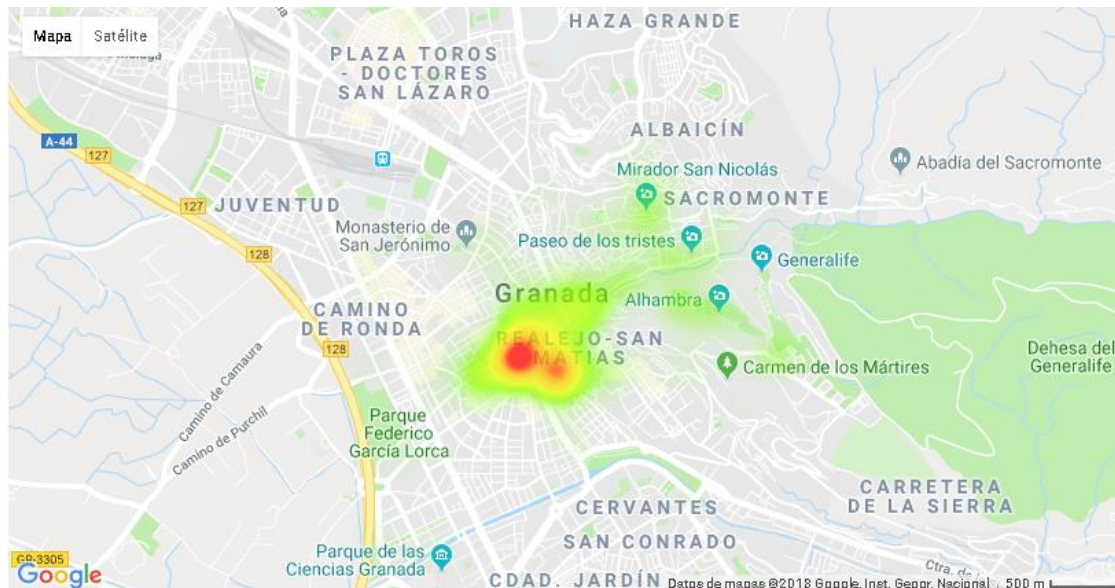 HAZA GRANDE
Mapa
Satélite
PLAZA TOROS
- DOCTORES
SAN LÁZARO
ALBAICÍN
A-44
127
Mirador San Nicolás
Abadía del Sacromonte
SACROMONTE
127
JUVENTUD
Monasterio de
San Jerónimo
Paseo de los tristes
128
Generalife
Granada
Alhambra
CAMINO
DE RONDA
REALEJO-SAN
MATIAS
128
Dehesa del
Generalife
Carmen de los Mártires
Camino de Camaura
Camino de Purchil
Parque
Federico
García Lorca
CARRETERA
DE LA SIERRA
CERVANTES
SAN CONRADO
GR-3305
Parque de las
Ciencias Granada
Google
CDAD. JARDÍN
Ctra. de
Datos de mapas ©2018 Google, Inst. Geogr. Nacional
500 m